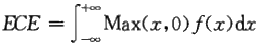 ECE = ∫_{-∞}^{+∞} Max(x,0) f(x)dx